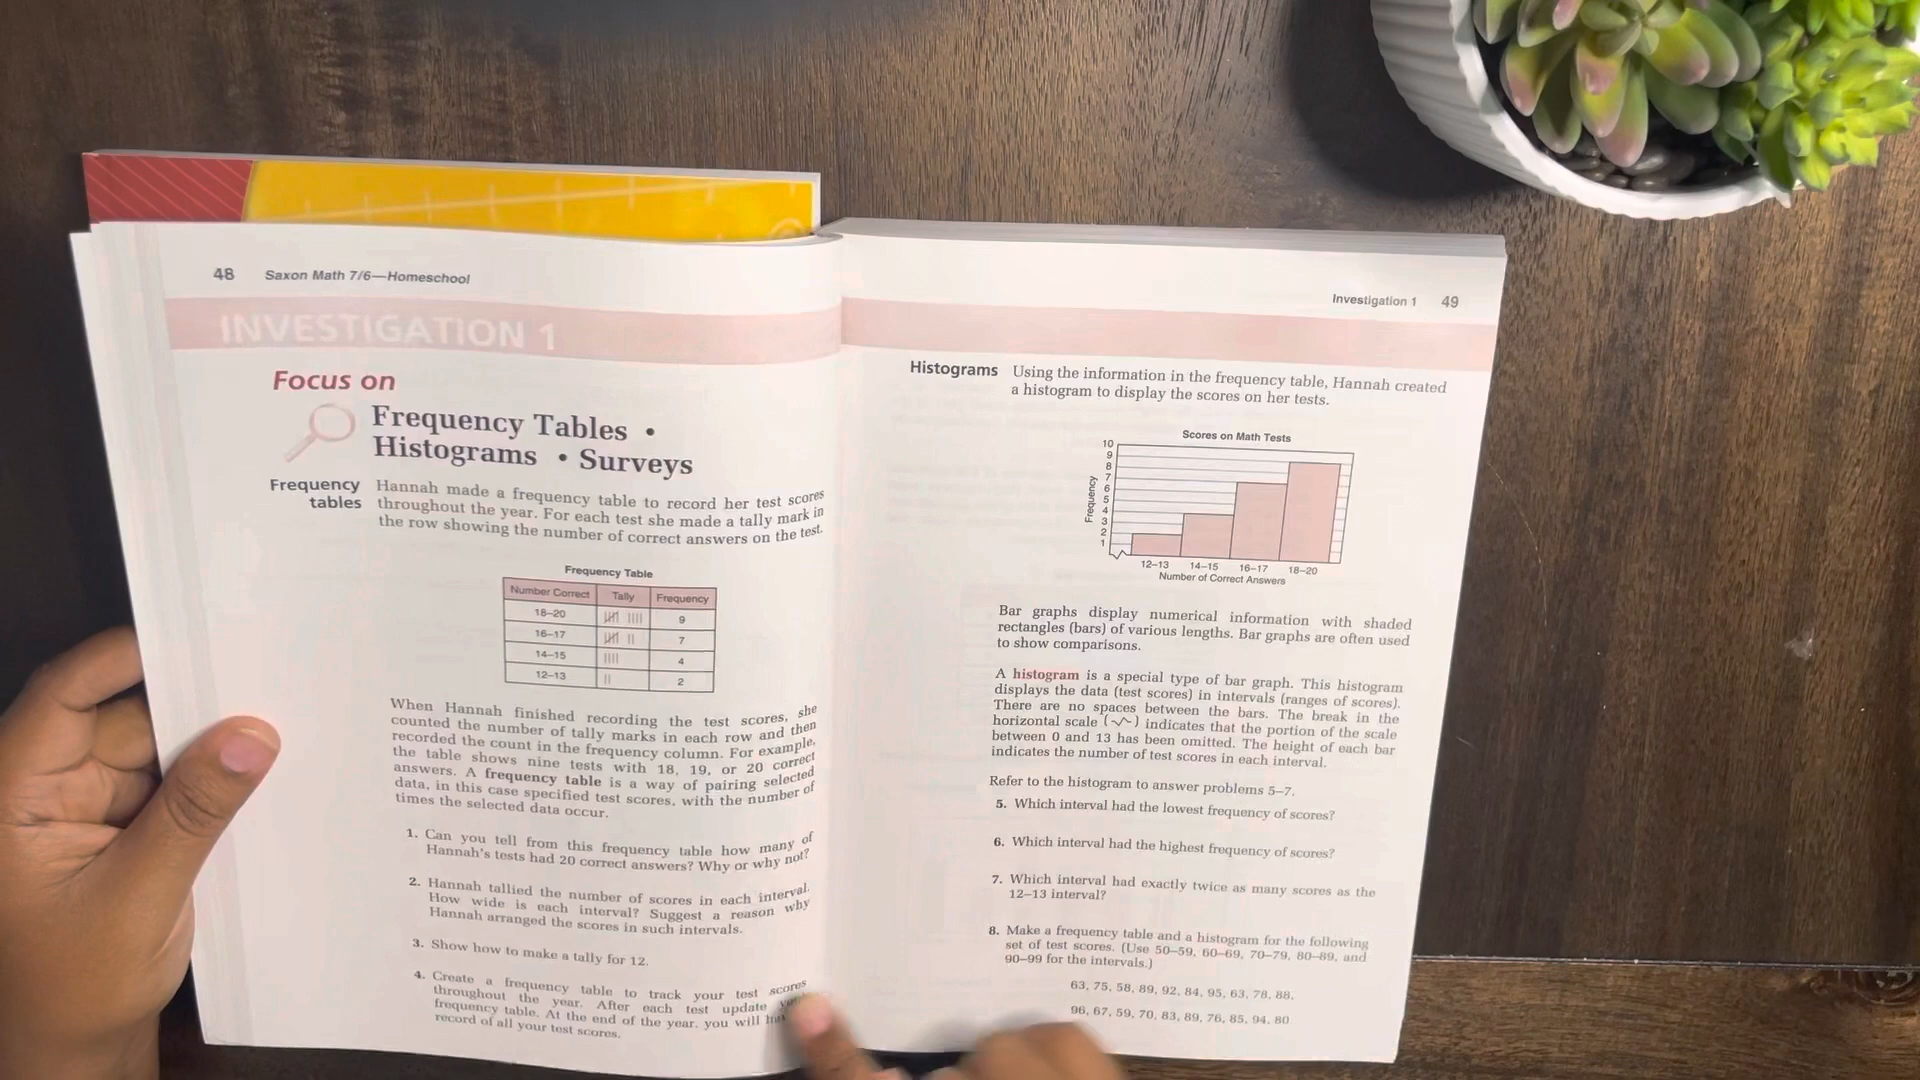 48 Saxon Math 7/6—Homeschool
INVESTIGATION 1
Focus on
Frequency Tables •
Histograms • Surveys
Frequency tables
Hannah made a frequency table to record her test scores
throughout the year. For each test she made a tally mark in
the row showing the number of correct answers on the test.
Frequency Table
Number Correct Tally Frequency
18–20 9
16–17 7
14–15 4
12–13 2
When Hannah finished recording the test scores, she
counted the number of tally marks in each row and then
recorded the count in the frequency column. For example,
the table shows nine tests with 18, 19, or 20 correct
answers. A frequency table is a way of pairing selected
data, in this case specified test scores, with the number of
times the selected data occur.
1. Can you tell from this frequency table how many of
Hannah's tests had 20 correct answers? Why or why not?
2. Hannah tallied the number of scores in each interval.
How wide is each interval? Suggest a reason why
Hannah arranged the scores in such intervals.
3. Show how to make a tally for 12.
4. Create a frequency table to track your test scores
throughout the year. After each test update
frequency table. At the end of the year, you will
record of all your test scores.
Investigation 1 49
Histograms Using the information in the frequency table, Hannah created
a histogram to display the scores on her tests.
Scores on Math Tests
Frequency
10
9
8
7
6
5
4
3
2
1
12–13 14–15 16–17 18–20
Number of Correct Answers
Bar graphs display numerical information with shaded
rectangles (bars) of various lengths. Bar graphs are often used
to show comparisons.
A histogram is a special type of bar graph. This histogram
displays the data (test scores) in intervals (ranges of scores).
There are no spaces between the bars. The break in the
horizontal scale ( ) indicates that the portion of the scale
between 0 and 13 has been omitted. The height of each bar
indicates the number of test scores in each interval.
Refer to the histogram to answer problems 5–7.
5. Which interval had the lowest frequency of scores?
6. Which interval had the highest frequency of scores?
7. Which interval had exactly twice as many scores as the
12–13 interval?
8. Make a frequency table and a histogram for the following
set of test scores. (Use 50–59, 60–69, 70–79, 80–89, and
90–99 for the intervals.)
63, 75, 58, 89, 92, 84, 95, 63, 78, 88,
96, 67, 59, 70, 83, 89, 76, 85, 94, 80